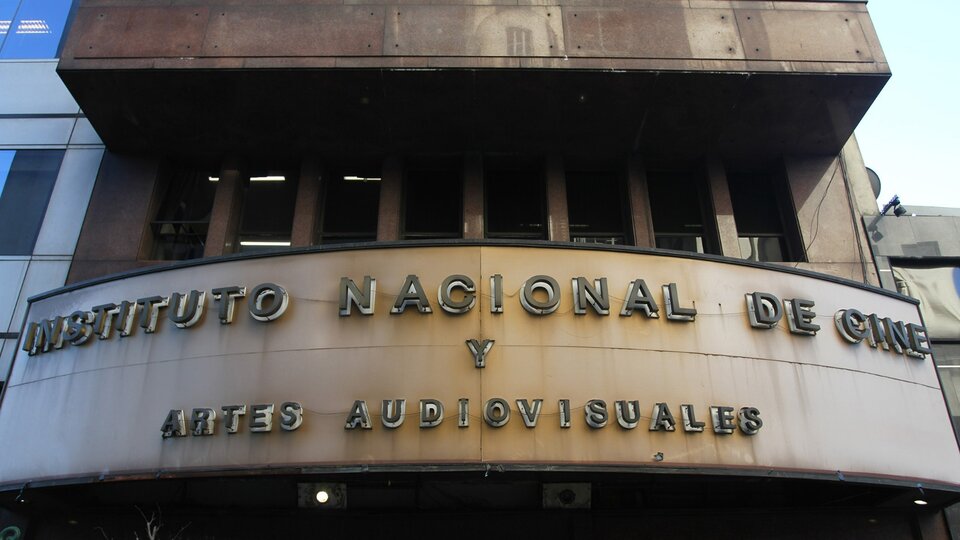 INSTITUTO NACIONAL DE CINE
Y
ARTES AUDIOVISUALES